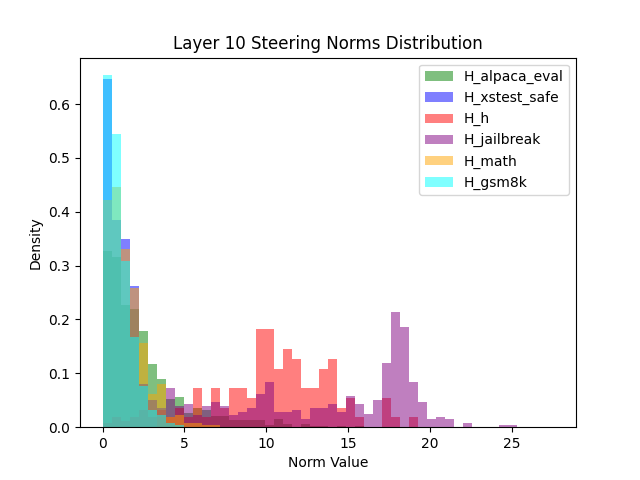 Layer 10 Steering Norms Distribution
H_alpaca_eval
H_xstest_safe
H_h
H_jailbreak
H_math
H_gsm8k
Density
0.6
0.5
0.4
0.3
0.2
0.1
0.0
0 5 10 15 20 25
Norm Value